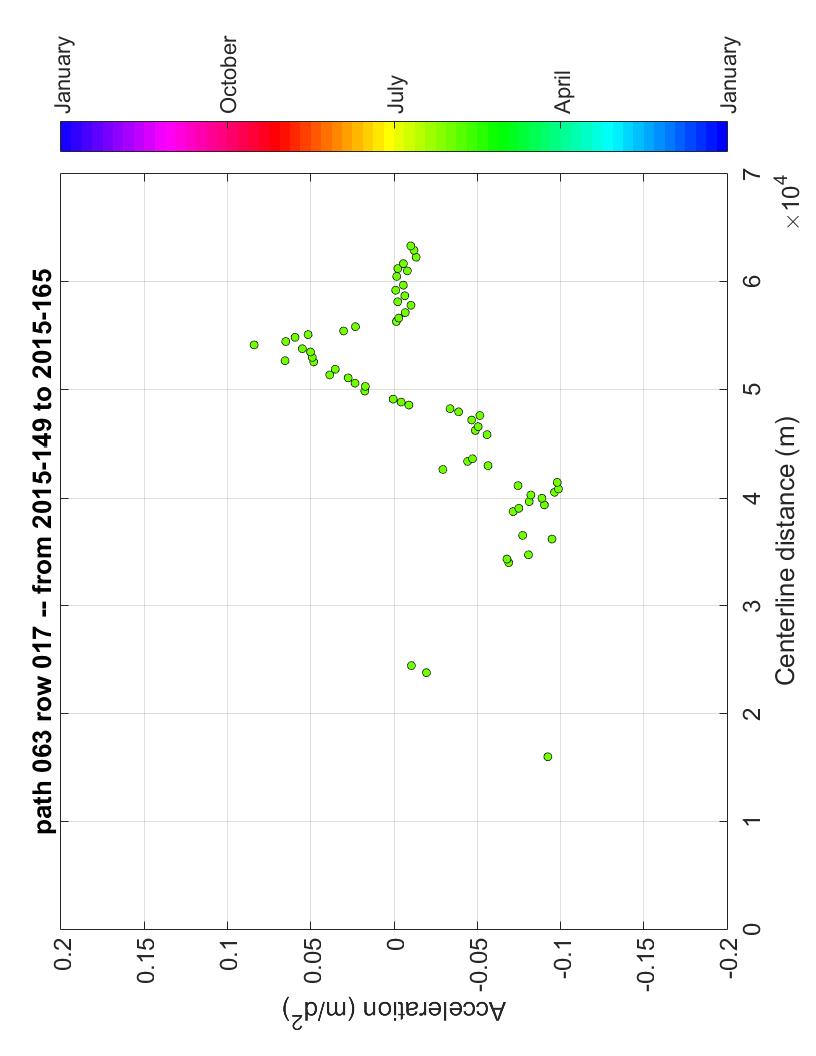 path 063 row 017 -- from 2015-149 to 2015-165
0.2
0.15
0.1
0.05
0
-0.05
-0.1
-0.15
-0.2
Acceleration (m/d²)
0
1
2
3
4
5
6
7
×10⁴
Centerline distance (m)
January
October
July
April
January